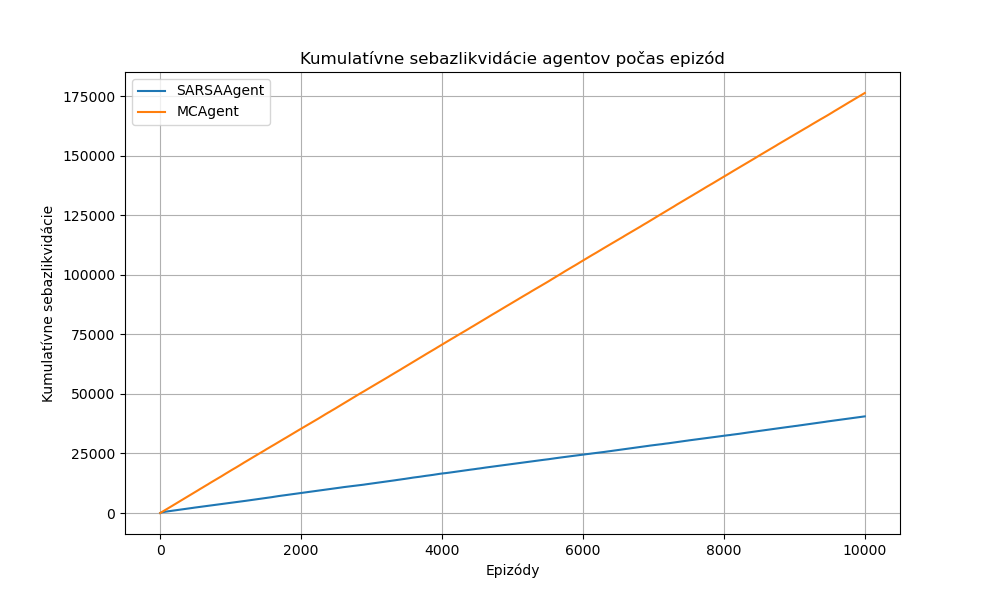 Kumulatívne sebazlikvidácie agentov počas epizód
SARSAAgent
MCAgent
Kumulatívne sebazlikvidácie
175000
150000
125000
100000
75000
50000
25000
0
0 2000 4000 6000 8000 10000
Epizódy